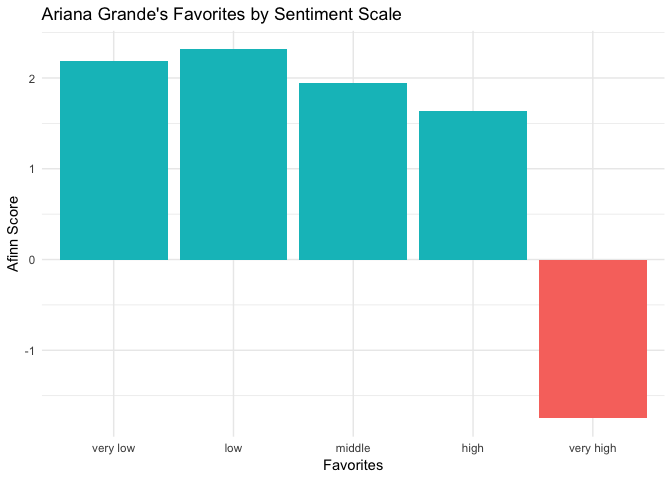 Ariana Grande's Favorites by Sentiment Scale
Afinn Score
2
1
0
-1
very low
low
middle
high
very high
Favorites